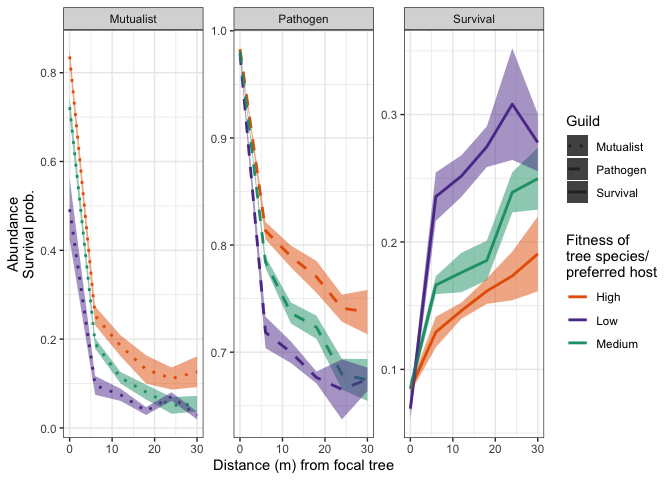 Mutualist
Pathogen
Survival
Abundance
Survival prob.
0.8
0.6
0.4
0.2
0.0
1.0
0.9
0.8
0.7
0.3
0.2
0.1
0 10 20 30
0 10 20 30
0 10 20 30
Distance (m) from focal tree
Guild
Mutualist
Pathogen
Survival
Fitness of
tree species/
preferred host
High
Low
Medium